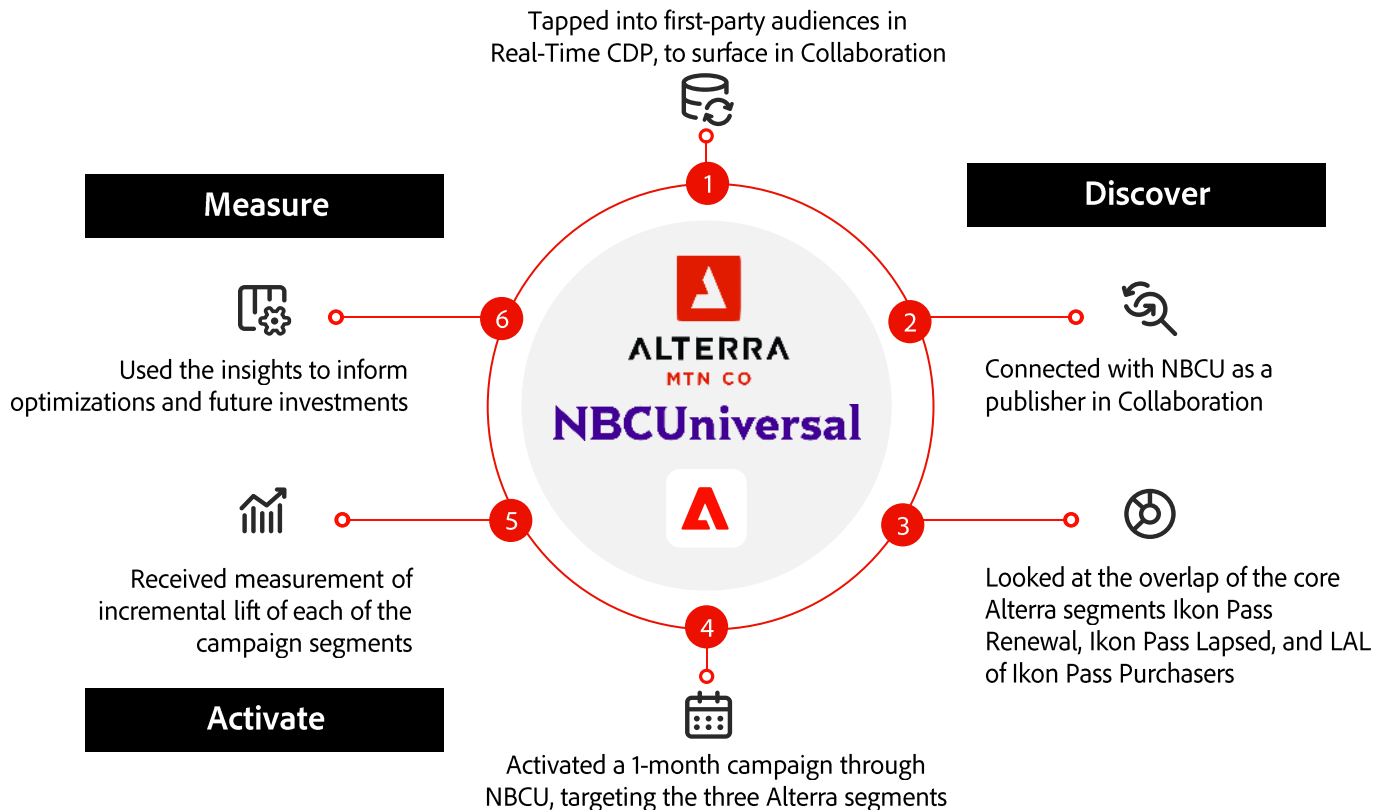 Tapped into first-party audiences in
Real-Time CDP, to surface in Collaboration
1
Discover
2
Connected with NBCU as a
publisher in Collaboration
3
Looked at the overlap of the core
Alterra segments Ikon Pass
Renewal, Ikon Pass Lapsed, and LAL
of Ikon Pass Purchasers
4
Activated a 1-month campaign through
NBCU, targeting the three Alterra segments
Activate
5
Received measurement of
incremental lift of each of the
campaign segments
Measure
6
Used the insights to inform
optimizations and future investments
ALTERRA
MTN CO
NBCUniversal